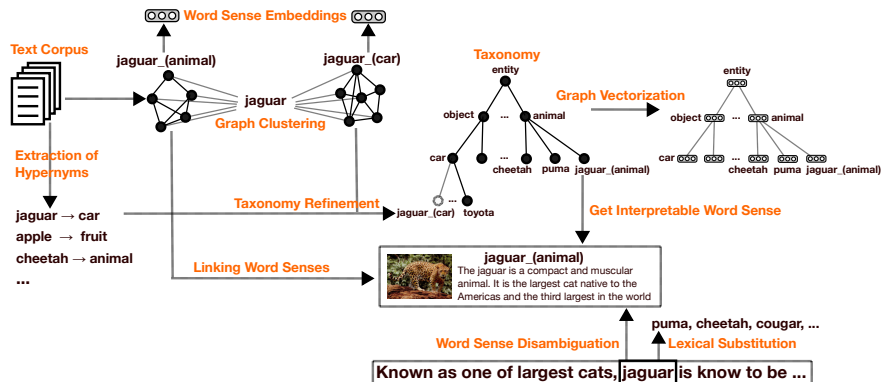 Word Sense Embeddings
Text Corpus
jaguar_(animal)
jaguar_(car)
jaguar
Graph Clustering
Taxonomy
entity
object
...
animal
car
...
cheetah
puma
jaguar_(animal)
...
jaguar_(car)
toyota
Graph Vectorization
entity
object
...
animal
car
...
cheetah
puma
jaguar_(animal)
Extraction of
Hypernyms
jaguar → car
apple → fruit
cheetah → animal
...
Taxonomy Refinement
Get Interpretable Word Sense
Linking Word Senses
jaguar_(animal)
The jaguar is a compact and muscular
animal. It is the largest cat native to the
Americas and the third largest in the world
puma, cheetah, cougar, ...
Word Sense Disambiguation
Lexical Substitution
Known as one of largest cats, jaguar is know to be ...